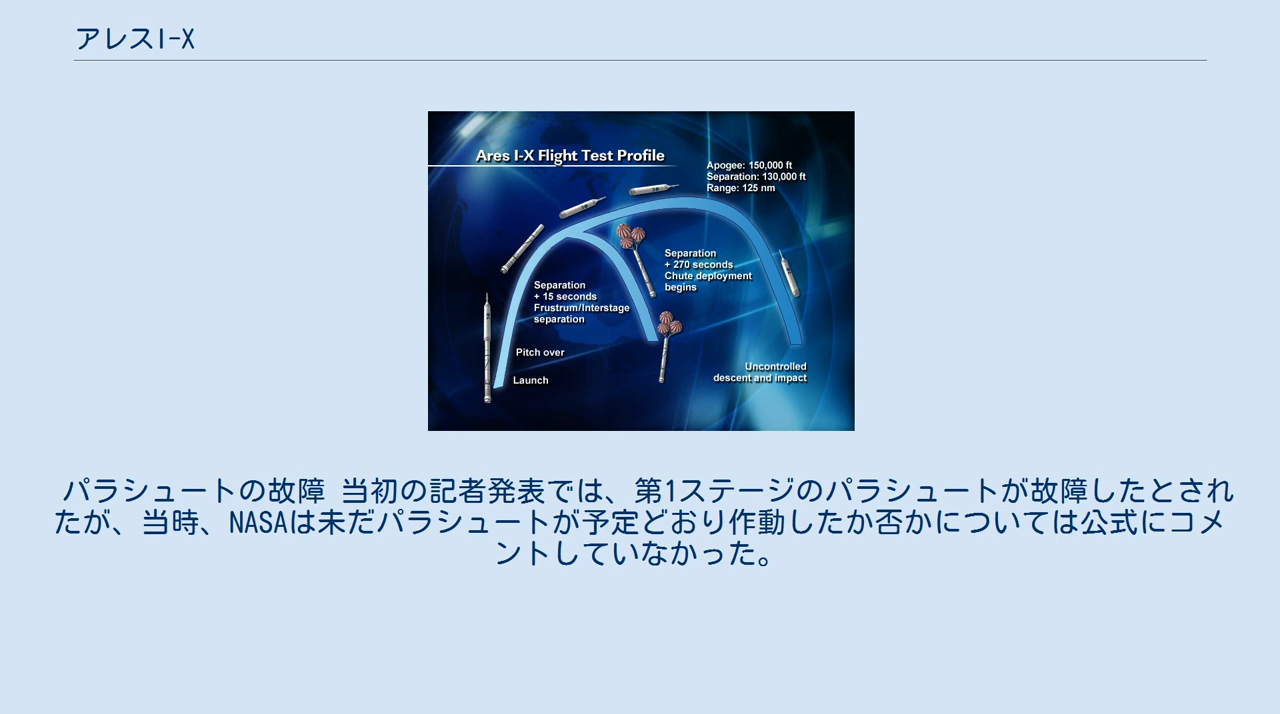 アレスI-X
Ares I-X Flight Test Profile
Apogee: 150,000 ft
Separation: 130,000 ft
Range: 125 nm
Separation
+ 270 seconds
Chute deployment
begins
Separation
+ 15 seconds
Frustrum/Interstage
separation
Pitch over
Launch
Uncontrolled
descent and impact
パラシュートの故障 当初の記者発表では、第1ステージのパラシュートが故障したとされ
たが、当時、NASAは未だパラシュートが予定どおり作動したか否かについては公式にコメ
ントしていなかった。